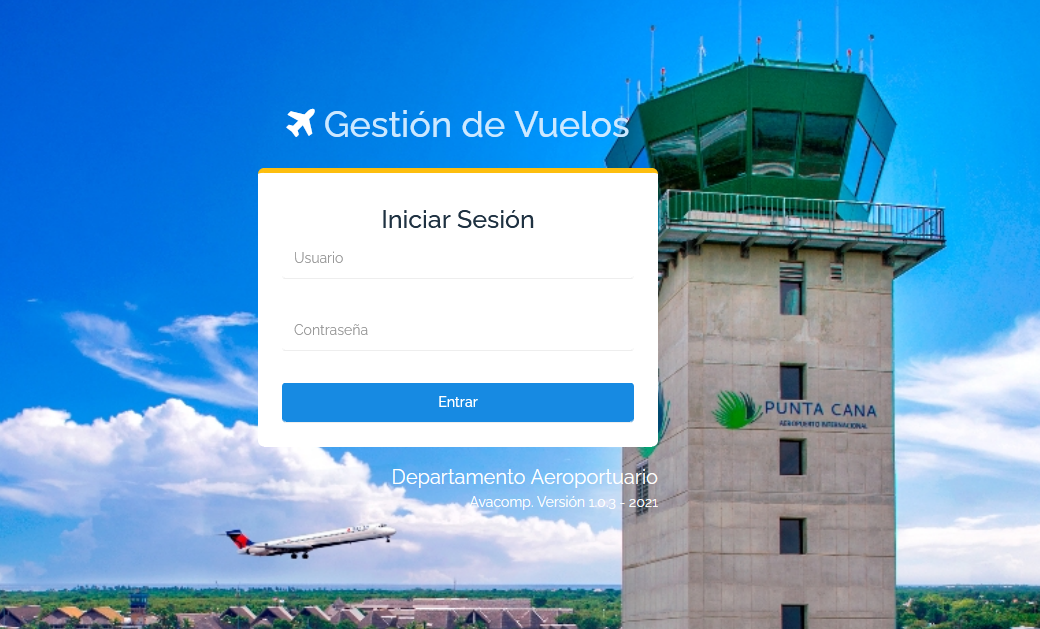 Gestión de Vuelos
Iniciar Sesión
Usuario
Contraseña
Entrar
PUNTA CANA
AEROPUERTO INTERNACIONAL
Departamento Aeroportuario
Avacomp. Versión 1.0.3 - 2021